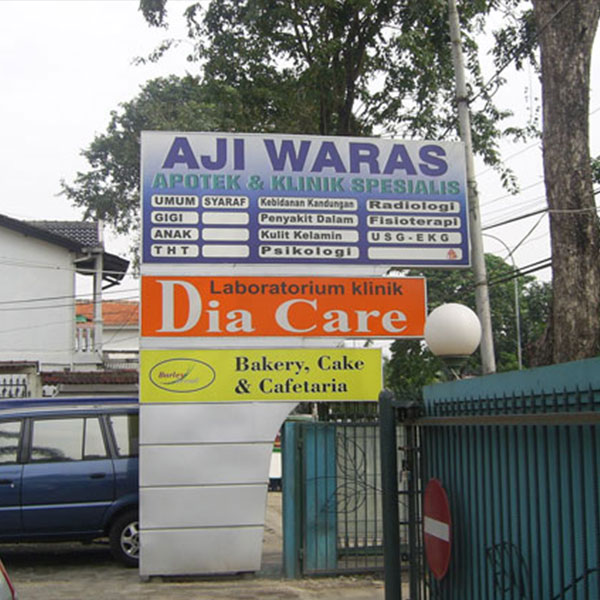 AJI WARAS
APOTEK & KLINIK SPESIALIS
UMUM SYARAF Kebidanan Kandungan Radiologi
GIGI Penyakit Dalam Fisioterapi
ANAK Kulit Kelamin USG-EKG
THT Psikologi
Laboratorium klinik
Dia Care
Barley
Bakery, Cake
& Cafetaria